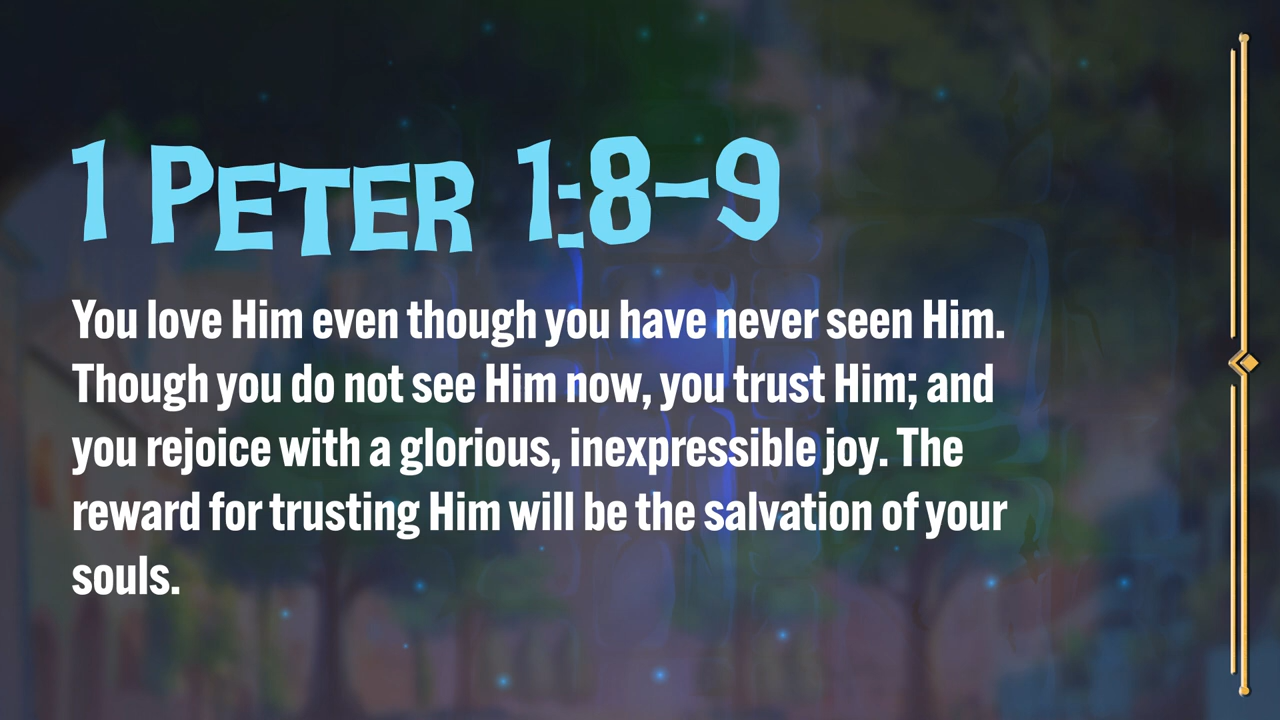 1 PETER 1:8–9
You love Him even though you have never seen Him.
Though you do not see Him now, you trust Him; and
you rejoice with a glorious, inexpressible joy. The
reward for trusting Him will be the salvation of your
souls.